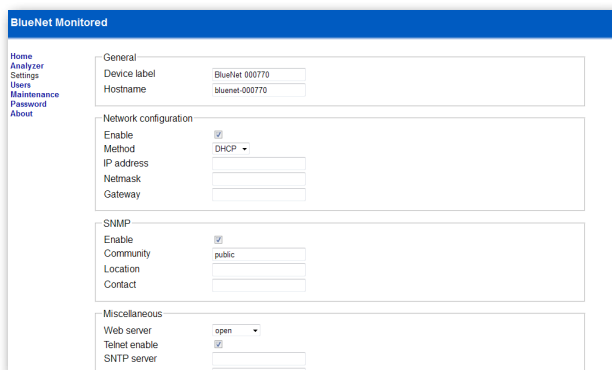 BlueNet Monitored
Home
Analyzer
Settings
Users
Maintenance
Password
About
General
Device label BlueNet 000770
Hostname bluenet-000770
Network configuration
Enable
Method DHCP
IP address
Netmask
Gateway
SNMP
Enable
Community public
Location
Contact
Miscellaneous
Web server open
Telnet enable
SNTP server